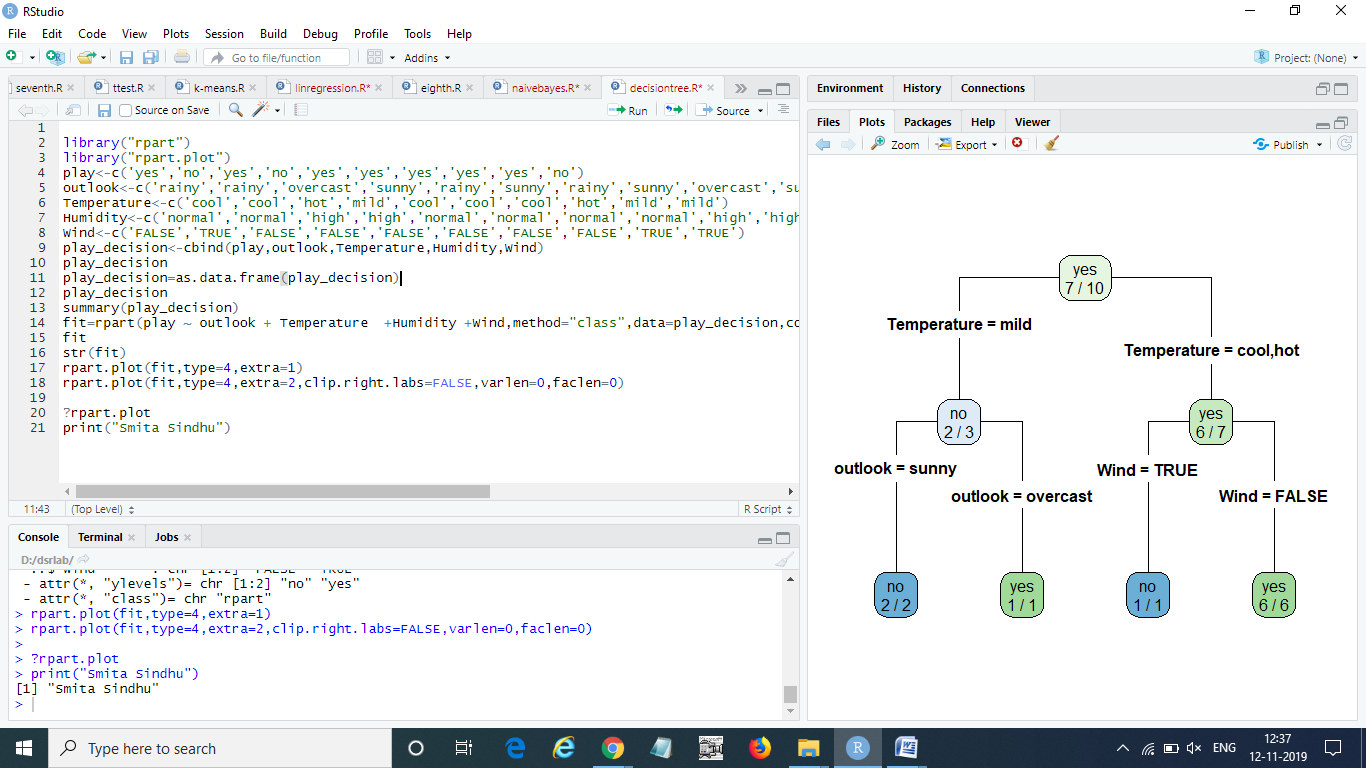 RStudio
File Edit Code View Plots Session Build Debug Profile Tools Help
Go to file/function Addins Project: (None)
seventh.R ttest.R k-means.R linregression.R* eighth.R naivebayes.R* decisiontree.R*
Source on Save Run Source
1
2 library("rpart")
3 library("rpart.plot")
4 play<-c('yes','no','yes','no','yes','yes','yes','yes','yes','no')
5 outlook<-c('rainy','rainy','overcast','sunny','rainy','sunny','rainy','sunny','overcast','su
6 Temperature<-c('cool','cool','hot','mild','cool','cool','cool','hot','mild','mild')
7 Humidity<-c('normal','normal','high','high','normal','normal','normal','normal','high','high
8 Wind<-c('FALSE','TRUE','FALSE','FALSE','FALSE','FALSE','FALSE','FALSE','TRUE','TRUE')
9 play_decision<-cbind(play,outlook,Temperature,Humidity,Wind)
10 play_decision
11 play_decision=as.data.frame(play_decision)
12 play_decision
13 summary(play_decision)
14 fit=rpart(play ~ outlook + Temperature +Humidity +Wind,method="class",data=play_decision,co
15 fit
16 str(fit)
17 rpart.plot(fit,type=4,extra=1)
18 rpart.plot(fit,type=4,extra=2,clip.right.labs=FALSE,varlen=0,faclen=0)
19
20 ?rpart.plot
21 print("Smita Sindhu")
11:43 (Top Level) R Script
Console Terminal Jobs
D:/dsrlab/
..$ Wind : chr [1:2] "FALSE" "TRUE"
- attr(*, "ylevels")= chr [1:2] "no" "yes"
- attr(*, "class")= chr "rpart"
> rpart.plot(fit,type=4,extra=1)
> rpart.plot(fit,type=4,extra=2,clip.right.labs=FALSE,varlen=0,faclen=0)
>
> ?rpart.plot
> print("Smita Sindhu")
[1] "Smita Sindhu"
>
Environment History Connections
Files Plots Packages Help Viewer
Zoom Export Publish
yes
7 / 10
Temperature = mild
Temperature = cool,hot
no
2 / 3
yes
6 / 7
outlook = sunny
outlook = overcast
Wind = TRUE
Wind = FALSE
no
2 / 2
yes
1 / 1
no
1 / 1
yes
6 / 6
Type here to search
ENG
12:37
12-11-2019